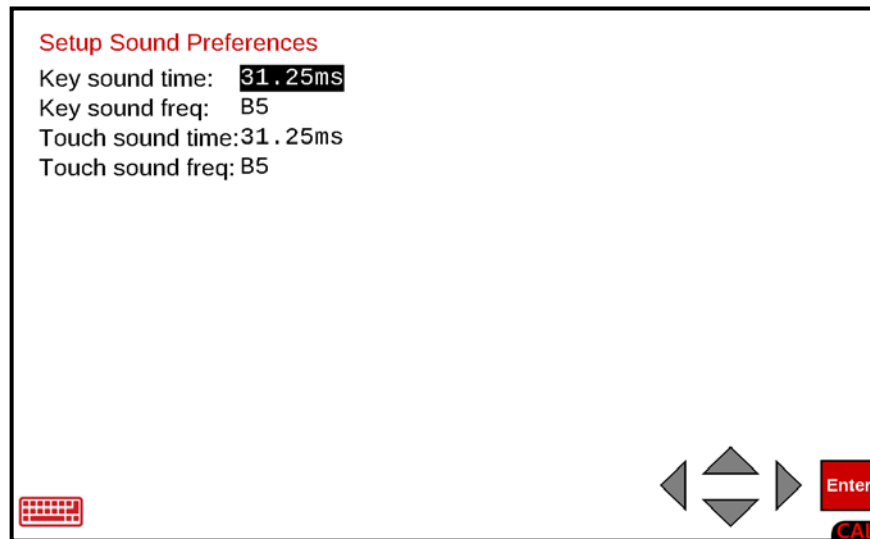 Setup Sound Preferences
Key sound time: 31.25ms
Key sound freq: B5
Touch sound time:31.25ms
Touch sound freq: B5
Enter